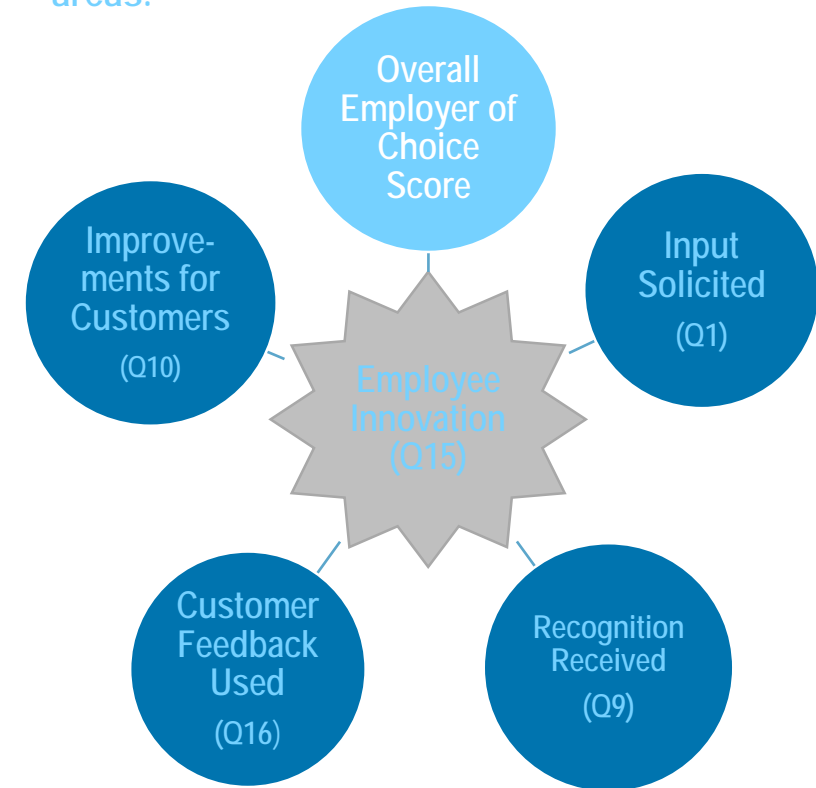 areas.
Overall
Employer of
Choice
Score
Improve-
ments for
Customers
(Q10)
Input
Solicited
(Q1)
Employee
Innovation
(Q15)
Customer
Feedback
Used
(Q16)
Recognition
Received
(Q9)